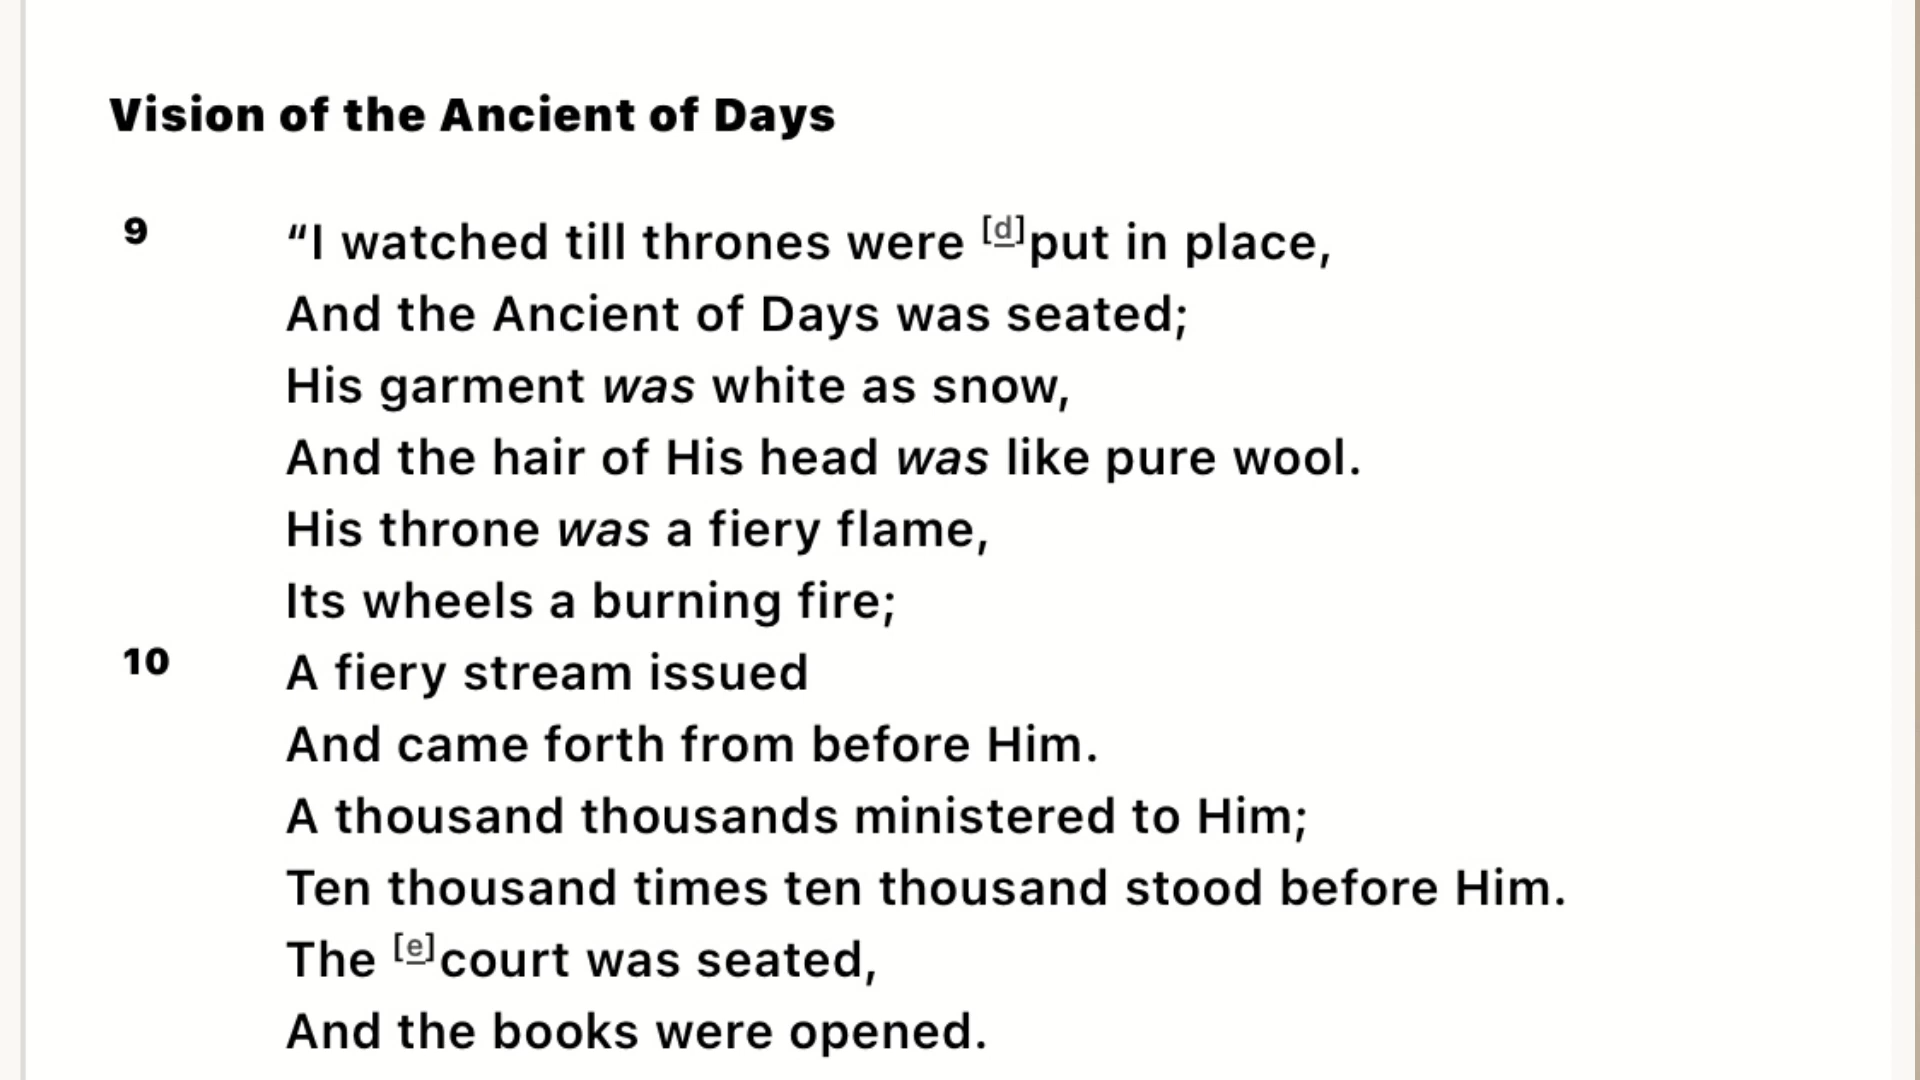 Vision of the Ancient of Days
9 “I watched till thrones were [d]put in place,
And the Ancient of Days was seated;
His garment was white as snow,
And the hair of His head was like pure wool.
His throne was a fiery flame,
Its wheels a burning fire;
10 A fiery stream issued
And came forth from before Him.
A thousand thousands ministered to Him;
Ten thousand times ten thousand stood before Him.
The [e]court was seated,
And the books were opened.